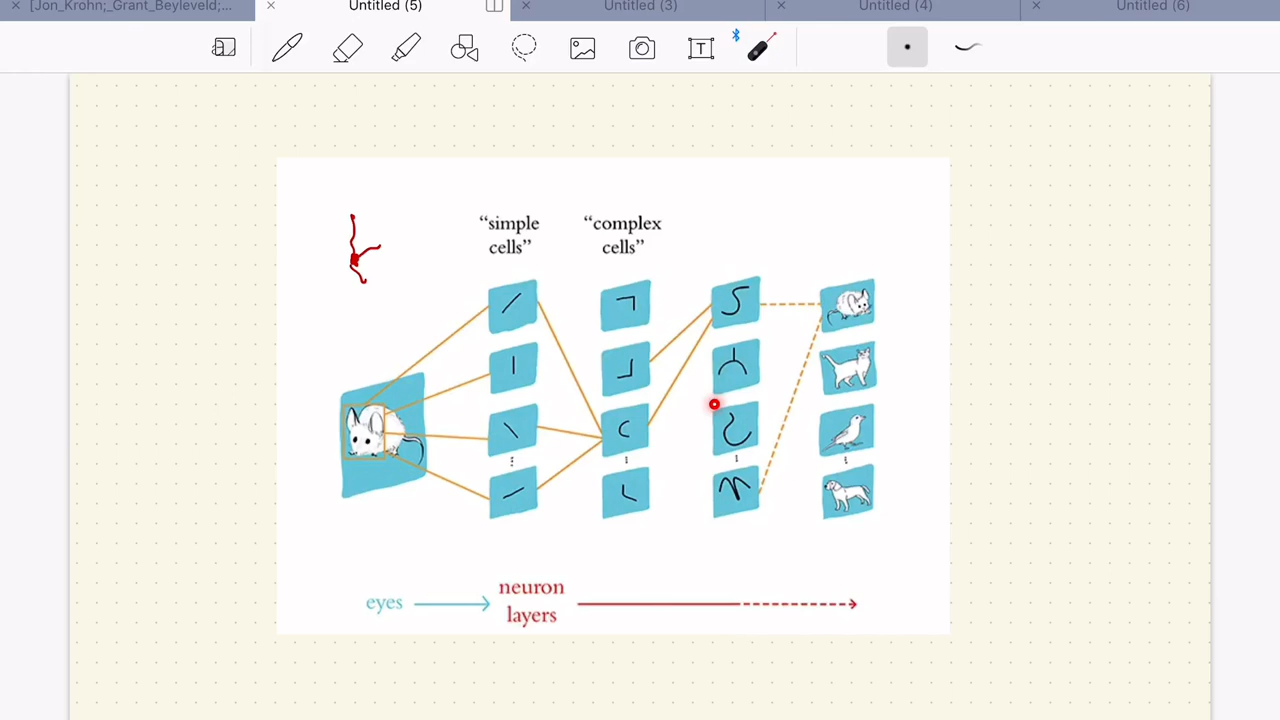 [Jon_Krohn;_Grant_Beyleveld;...
Untitled (5)
Untitled (3)
Untitled (4)
Untitled (6)
T
“simple
cells”
“complex
cells”
eyes
neuron
layers